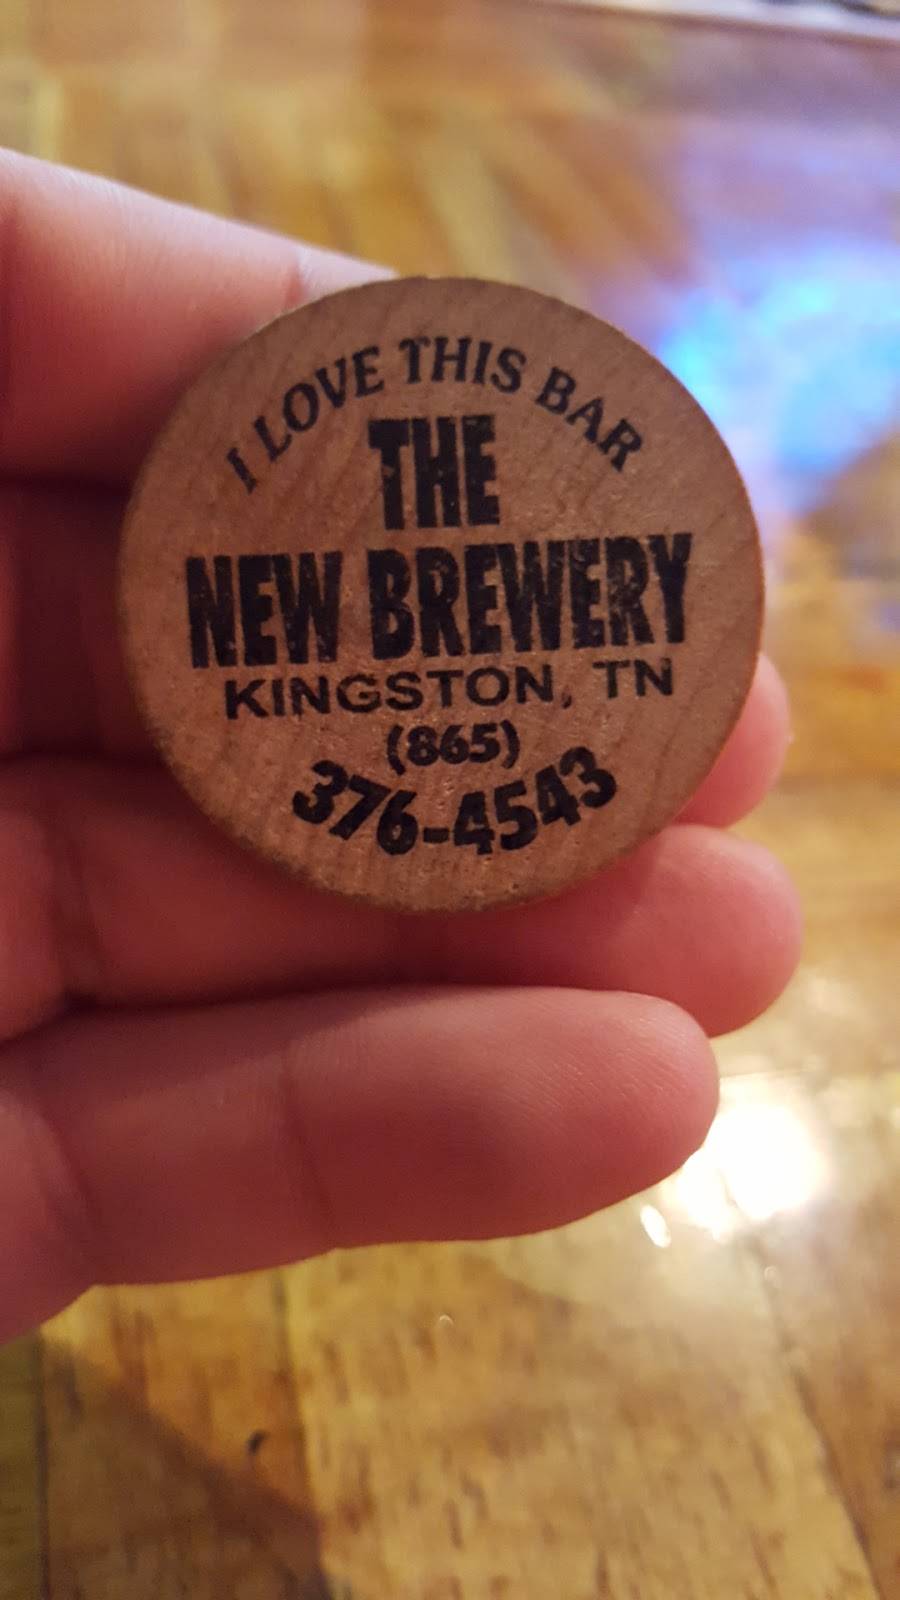 I LOVE THIS BAR
THE
NEW BREWERY
KINGSTON, TN
(865)
376-4543